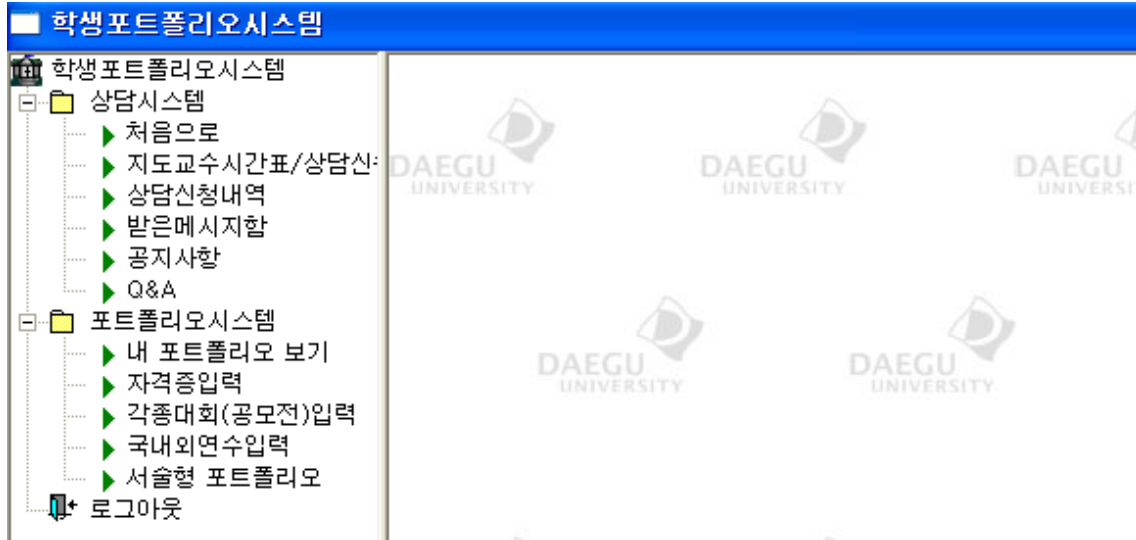 학생포트폴리오시스템
학생포트폴리오시스템
상담시스템
처음으로
지도교수시간표/상담신
상담신청내역
받은메시지함
공지사항
Q&A
포트폴리오시스템
내 포트폴리오 보기
자격증입력
각종대회(공모전)입력
국내외연수입력
서술형 포트폴리오
로그아웃
DAEGU DAEGU DAEGU
UNIVERSITY UNIVERSITY UNIVERSI
DAEGU DAEGU
UNIVERSITY UNIVERSITY